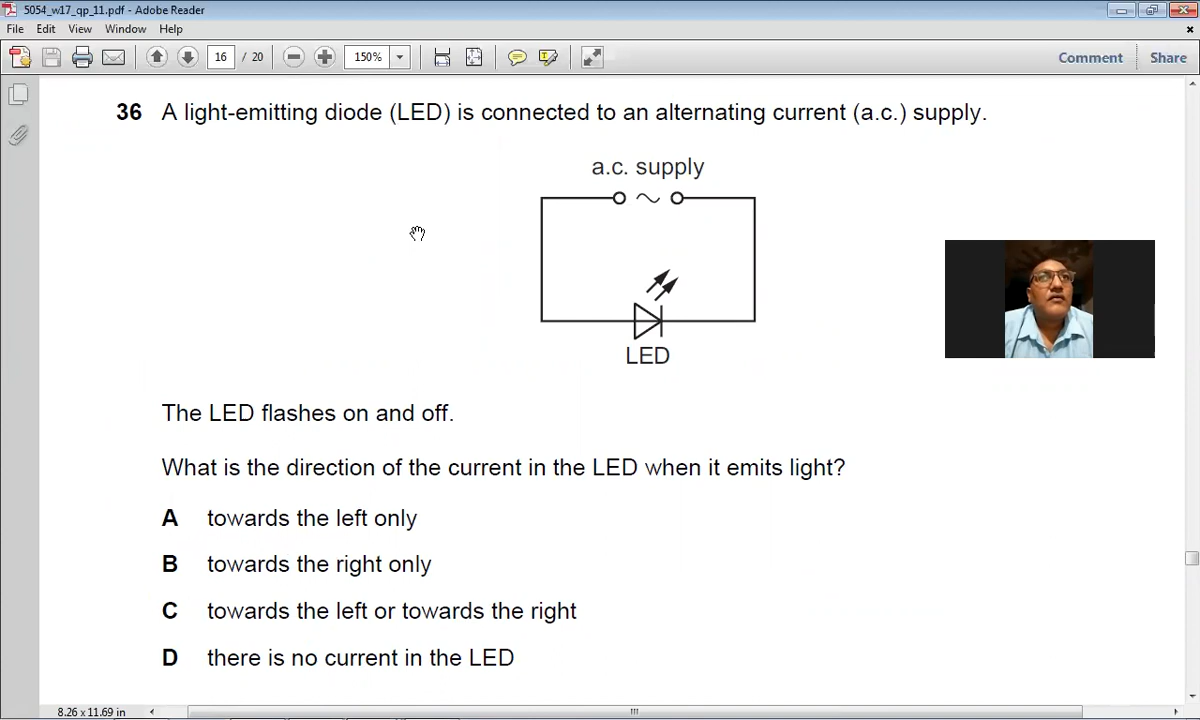 5054_w17_qp_11.pdf - Adobe Reader
File Edit View Window Help
16 / 20 150% Comment Share
36 A light-emitting diode (LED) is connected to an alternating current (a.c.) supply.
a.c. supply
LED
The LED flashes on and off.
What is the direction of the current in the LED when it emits light?
A towards the left only
B towards the right only
C towards the left or towards the right
D there is no current in the LED
8.26 x 11.69 in